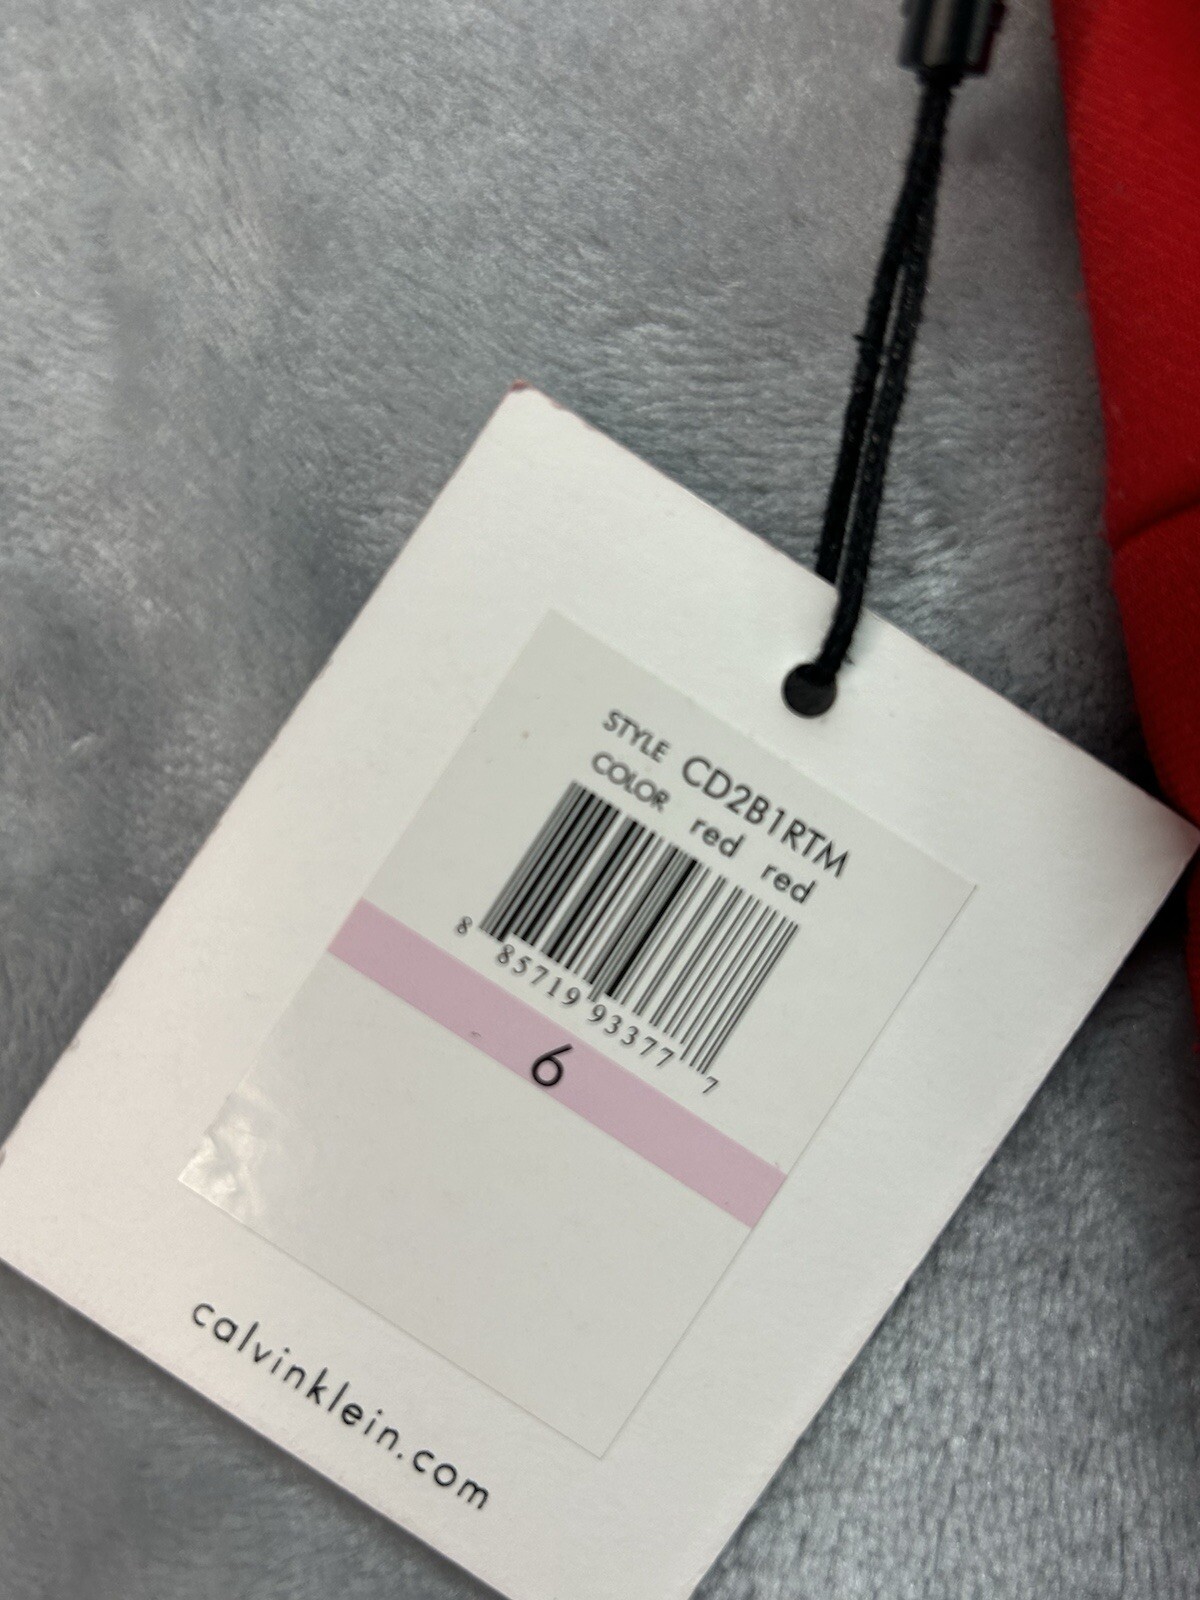 STYLE CD2B1RTM
COLOR red red
8 85719 93377 7
6
calvinklein.com